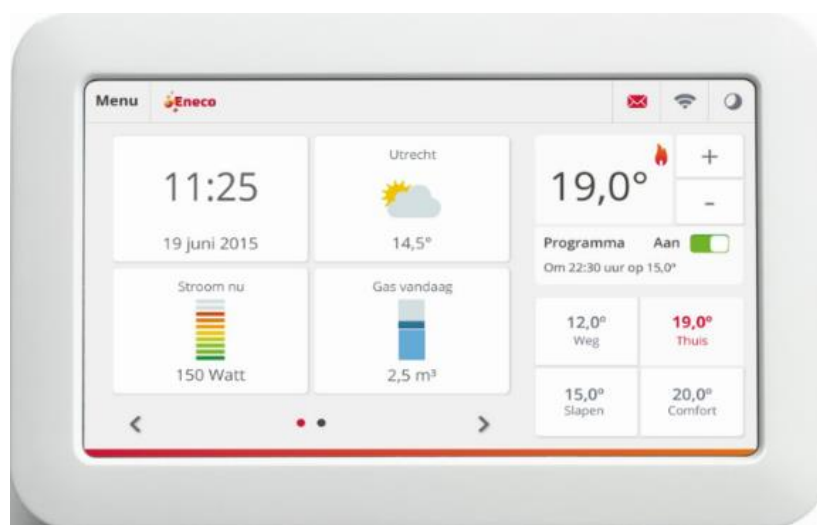 Menu
Eneco
11:25
19 juni 2015
Utrecht
14,5°
19,0°
+
-
Programma Aan
Om 22:30 uur op 15,0°
Stroom nu
150 Watt
Gas vandaag
2,5 m³
12,0°
Weg
19,0°
Thuis
15,0°
Slapen
20,0°
Comfort